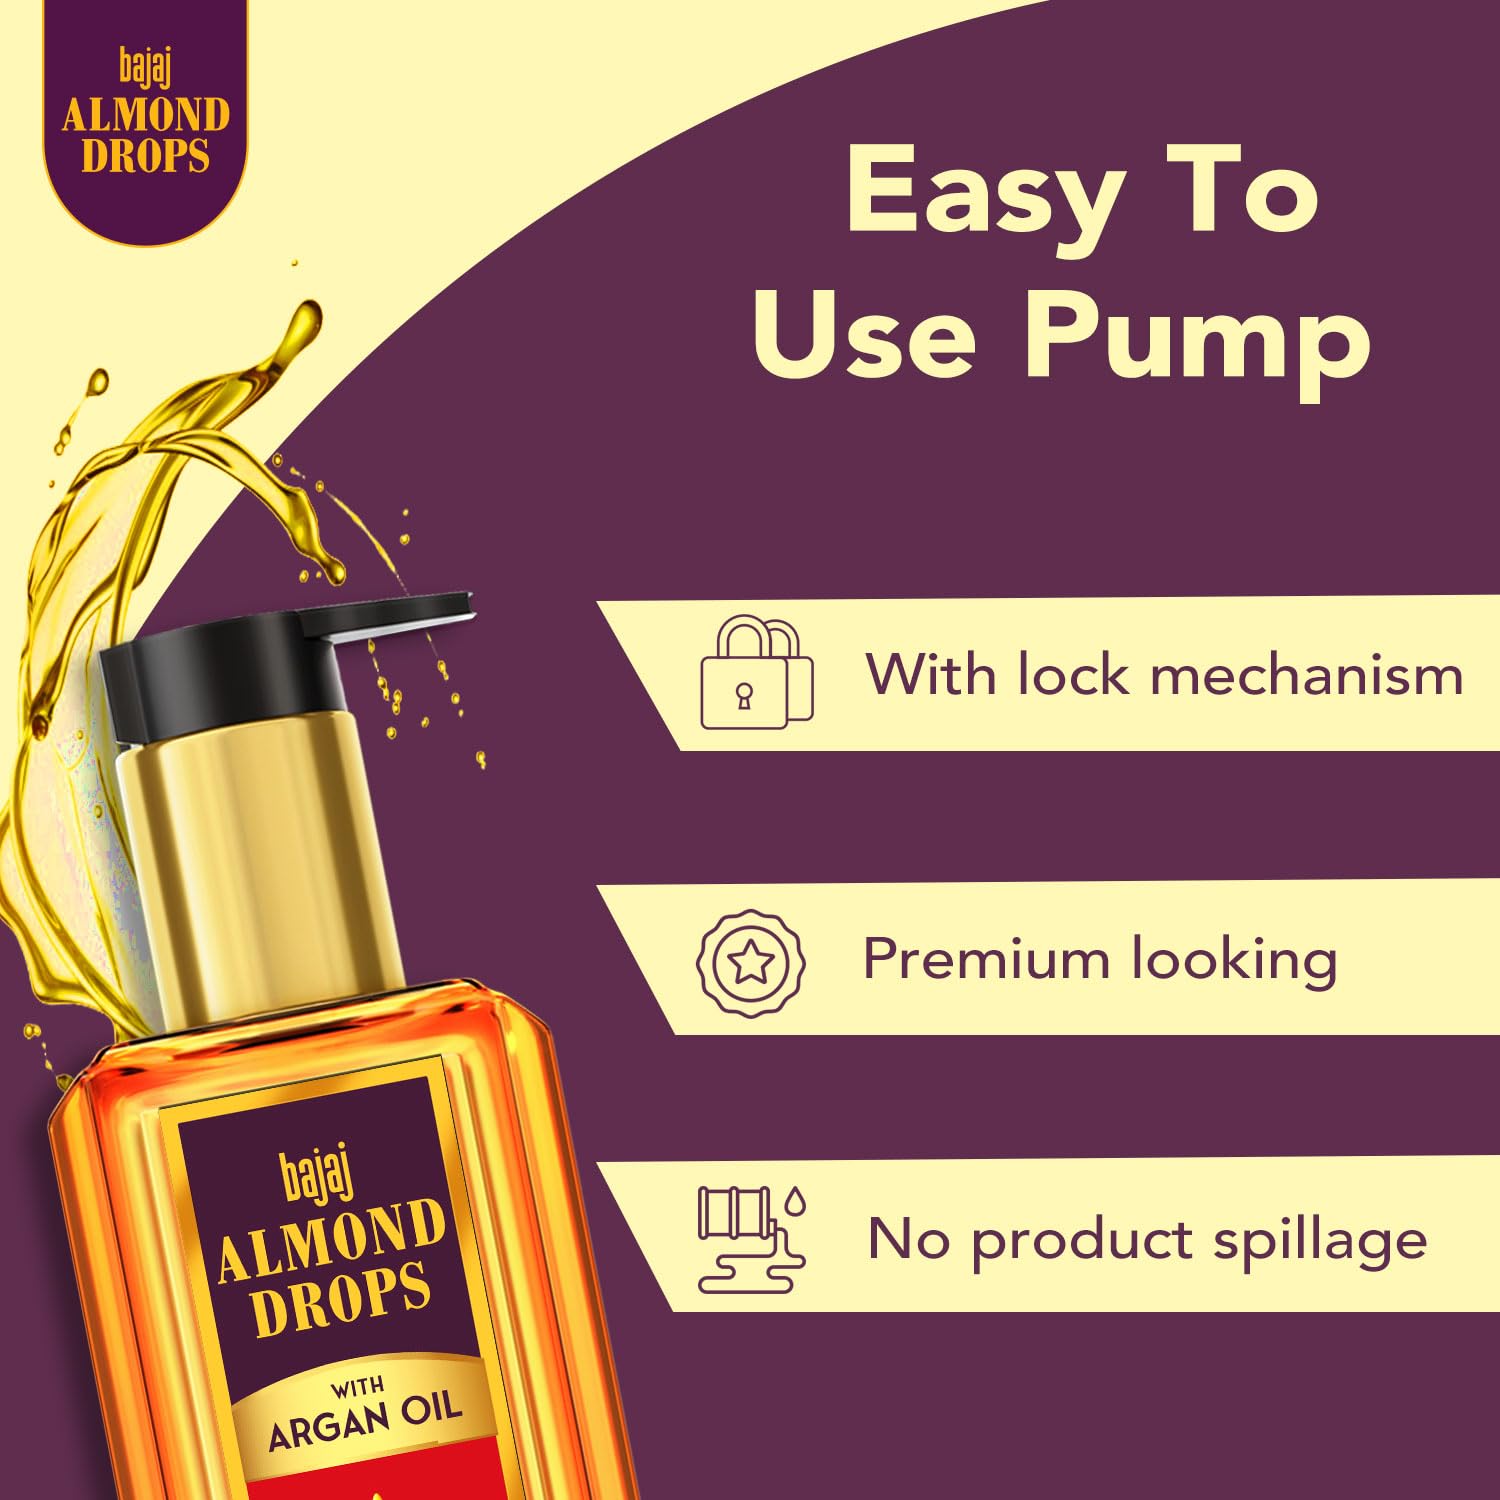 bajaj
ALMOND
DROPS
Easy To
Use Pump
With lock mechanism
Premium looking
No product spillage
bajaj
ALMOND
DROPS
WITH
ARGAN OIL